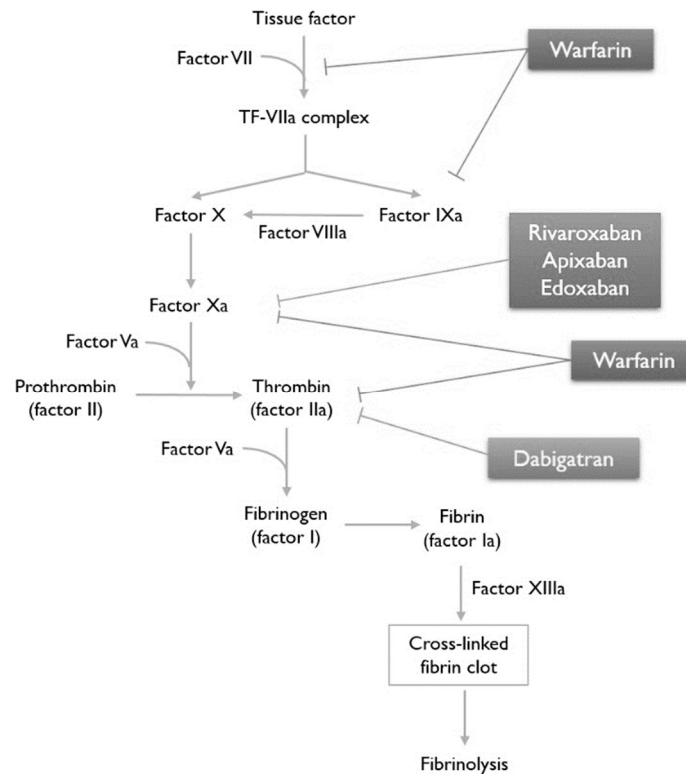 Tissue factor
Factor VII
Warfarin
TF-VIIa complex
Factor X
Factor VIIIa
Factor IXa
Rivaroxaban
Apixaban
Edoxaban
Factor Xa
Factor Va
Warfarin
Prothrombin
(factor II)
Thrombin
(factor IIa)
Factor Va
Dabigatran
Fibrinogen
(factor I)
Fibrin
(factor Ia)
Factor XIIIa
Cross-linked
fibrin clot
Fibrinolysis